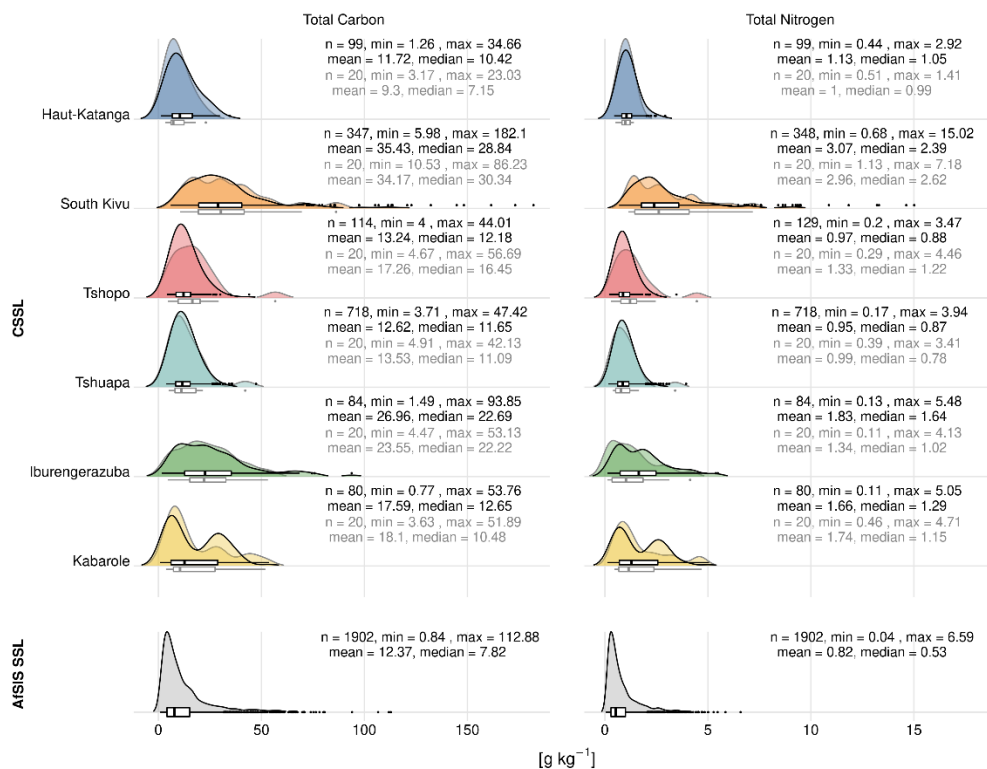 Total Carbon
Total Nitrogen
CSSL
Haut-Katanga
n = 99, min = 1.26 , max = 34.66
mean = 11.72, median = 10.42
n = 20, min = 3.17 , max = 23.03
mean = 9.3, median = 7.15
n = 99, min = 0.44 , max = 2.92
mean = 1.13, median = 1.05
n = 20, min = 0.51 , max = 1.41
mean = 1, median = 0.99
South Kivu
n = 347, min = 5.98 , max = 182.1
mean = 35.43, median = 28.84
n = 20, min = 10.53 , max = 86.23
mean = 34.17, median = 30.34
n = 348, min = 0.68 , max = 15.02
mean = 3.07, median = 2.39
n = 20, min = 1.13 , max = 7.18
mean = 2.96, median = 2.62
Tshopo
n = 114, min = 4 , max = 44.01
mean = 13.24, median = 12.18
n = 20, min = 4.67 , max = 56.69
mean = 17.26, median = 16.45
n = 129, min = 0.2 , max = 3.47
mean = 0.97, median = 0.88
n = 20, min = 0.29 , max = 4.46
mean = 1.33, median = 1.22
Tshuapa
n = 718, min = 3.71 , max = 47.42
mean = 12.62, median = 11.65
n = 20, min = 4.91 , max = 42.13
mean = 13.53, median = 11.09
n = 718, min = 0.17 , max = 3.94
mean = 0.95, median = 0.87
n = 20, min = 0.39 , max = 3.41
mean = 0.99, median = 0.78
Iburengerazuba
n = 84, min = 1.49 , max = 93.85
mean = 26.96, median = 22.69
n = 20, min = 4.47 , max = 53.13
mean = 23.55, median = 22.22
n = 84, min = 0.13 , max = 5.48
mean = 1.83, median = 1.64
n = 20, min = 0.11 , max = 4.13
mean = 1.34, median = 1.02
Kabarole
n = 80, min = 0.77 , max = 53.76
mean = 17.59, median = 12.65
n = 20, min = 3.63 , max = 51.89
mean = 18.1, median = 10.48
n = 80, min = 0.11 , max = 5.05
mean = 1.66, median = 1.29
n = 20, min = 0.46 , max = 4.71
mean = 1.74, median = 1.15
AfSIS SSL
n = 1902, min = 0.84 , max = 112.88
mean = 12.37, median = 7.82
n = 1902, min = 0.04 , max = 6.59
mean = 0.82, median = 0.53
0 50 100 150
0 5 10 15
[g kg⁻¹]